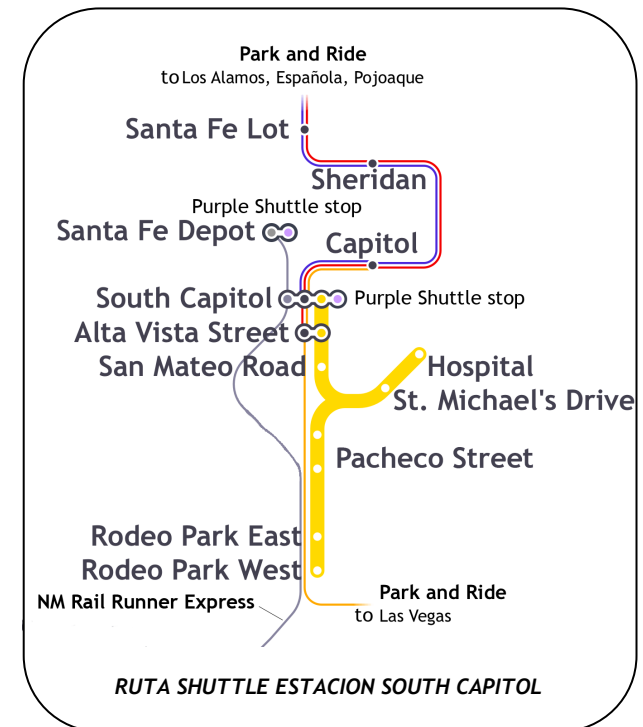 Park and Ride
to Los Alamos, Española, Pojoaque
Santa Fe Lot
Sheridan
Purple Shuttle stop
Santa Fe Depot
Capitol
South Capitol
Purple Shuttle stop
Alta Vista Street
San Mateo Road
Hospital
St. Michael's Drive
Pacheco Street
Rodeo Park East
Rodeo Park West
Park and Ride
to Las Vegas
NM Rail Runner Express
RUTA SHUTTLE ESTACION SOUTH CAPITOL